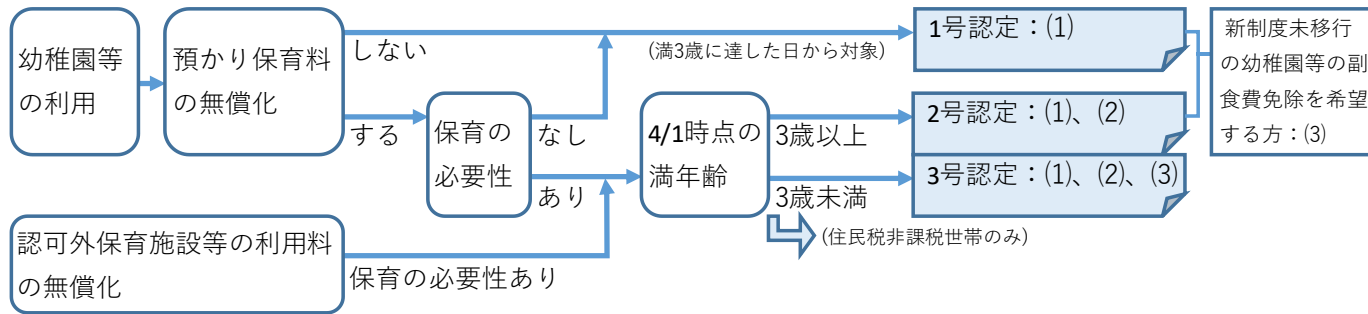 幼稚園等
の利用
預かり保育料
の無償化
しない
する
保育の
必要性
なし
あり
(満3歳に達した日から対象)
4/1時点の
満年齢
3歳以上
3歳未満
(住民税非課税世帯のみ)
1号認定：⑴
2号認定：⑴、⑵
3号認定：⑴、⑵、⑶
新制度未移行
の幼稚園等の副
食費免除を希望
する方：⑶
認可外保育施設等の利用料
の無償化
保育の必要性あり